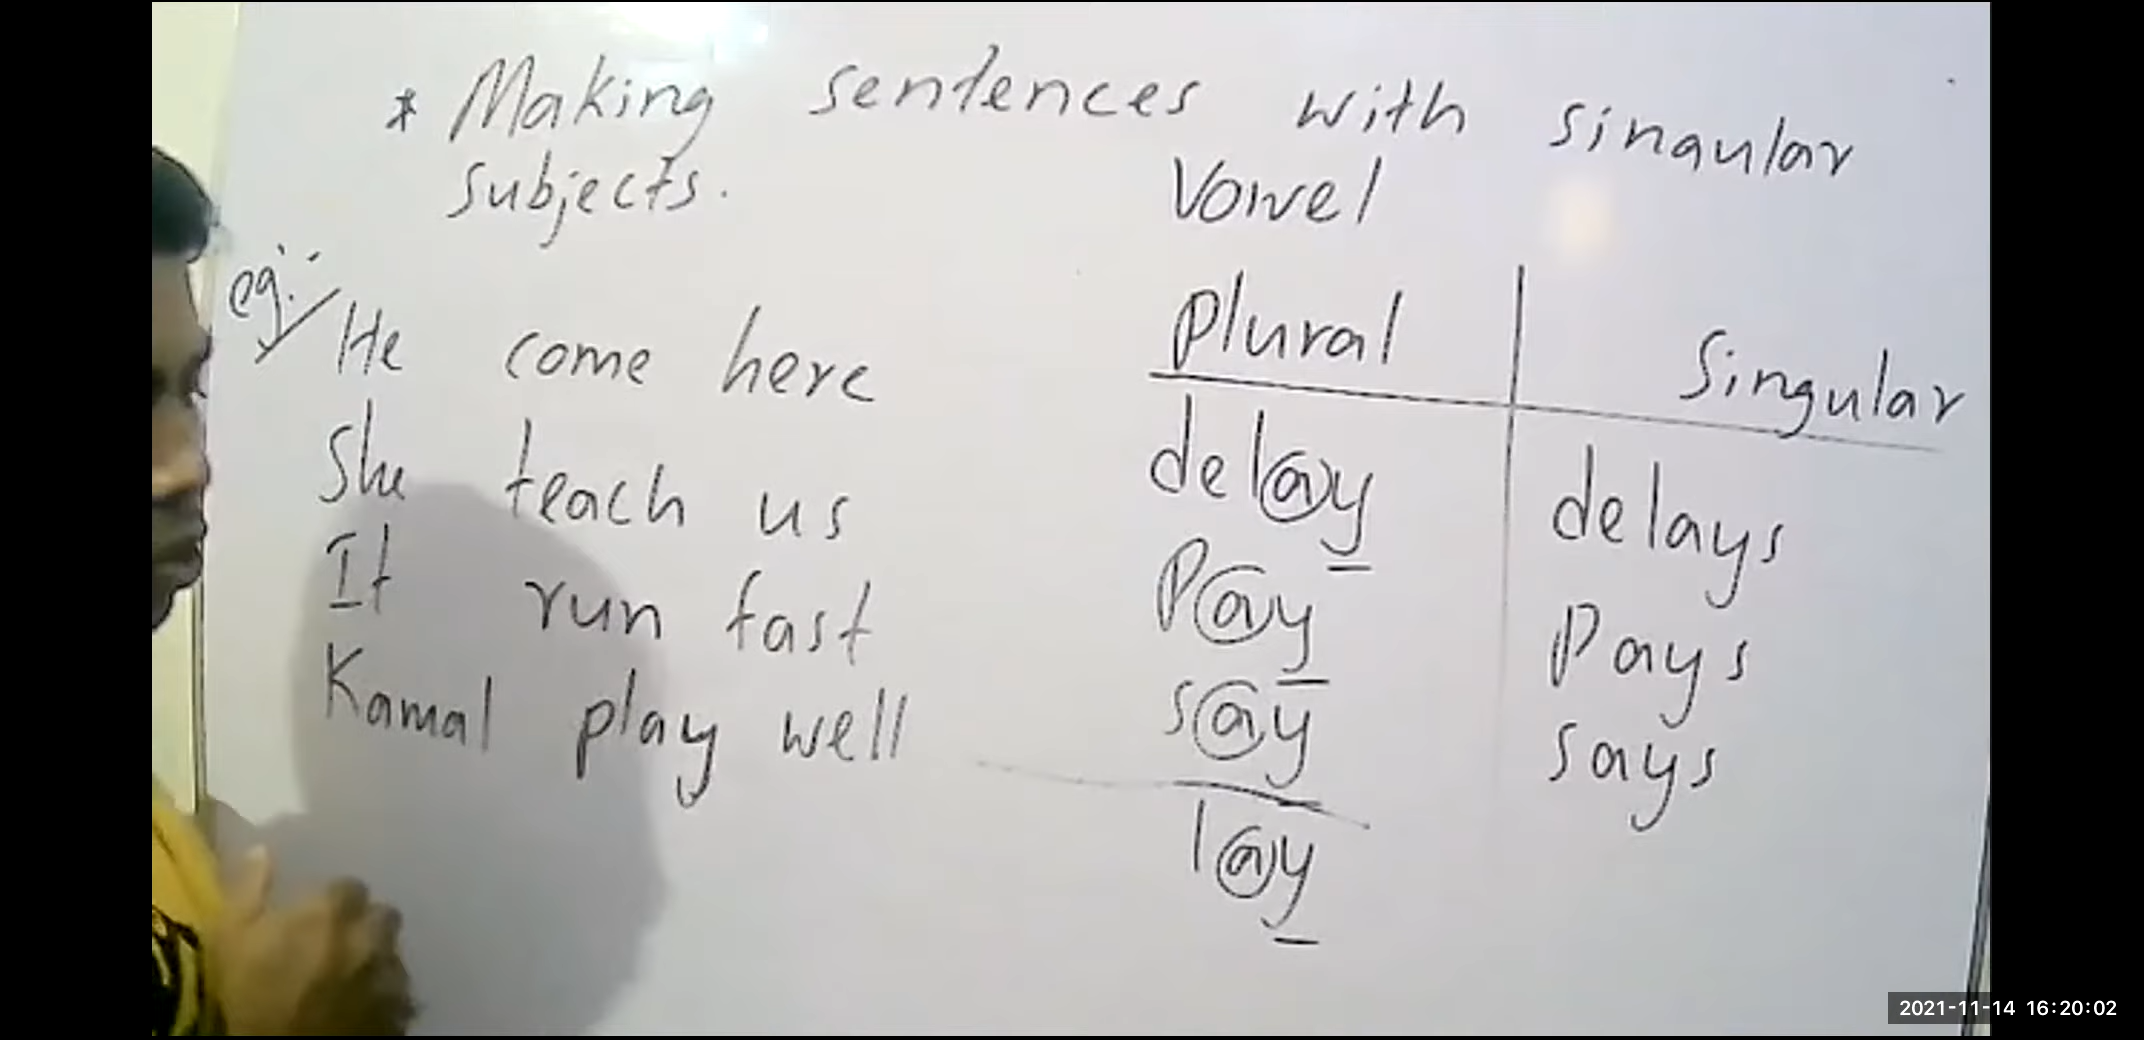 * Making sentences with singular
subjects.
eg:-
He come here
She teach us
It run fast
Kamal play well
Vowel
Plural Singular
delay delays
Pay Pays
say says
lay
2021-11-14 16:20:02